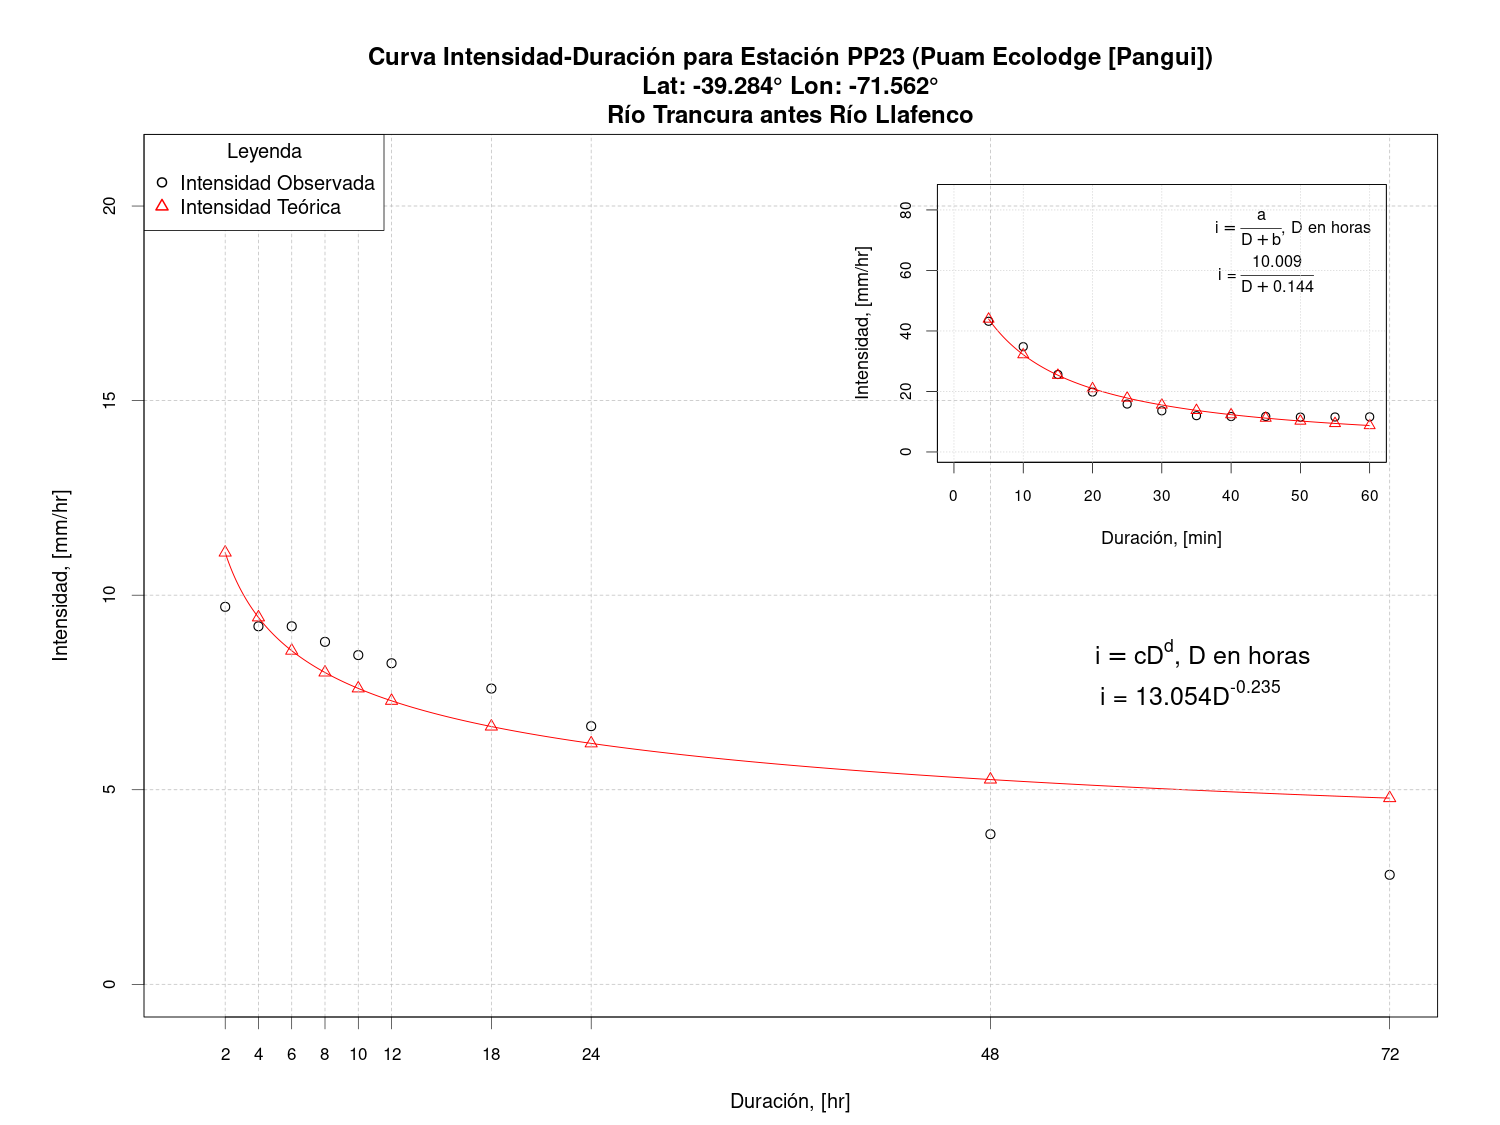 Curva Intensidad-Duración para Estación PP23 (Puam Ecolodge [Pangui])
Lat: -39.284° Lon: -71.562°
Río Trancura antes Río Llafenco
Leyenda
Intensidad Observada
Intensidad Teórica
Intensidad, [mm/hr]
20
15
10
5
0
2 4 6 8 10 12 18 24 48 72
Duración, [hr]
Intensidad, [mm/hr]
80
60
40
20
0
0 10 20 30 40 50 60
Duración, [min]
i = a / D + b, D en horas
i = 10.009 / D + 0.144
i = cD^d, D en horas
i = 13.054D^-0.235